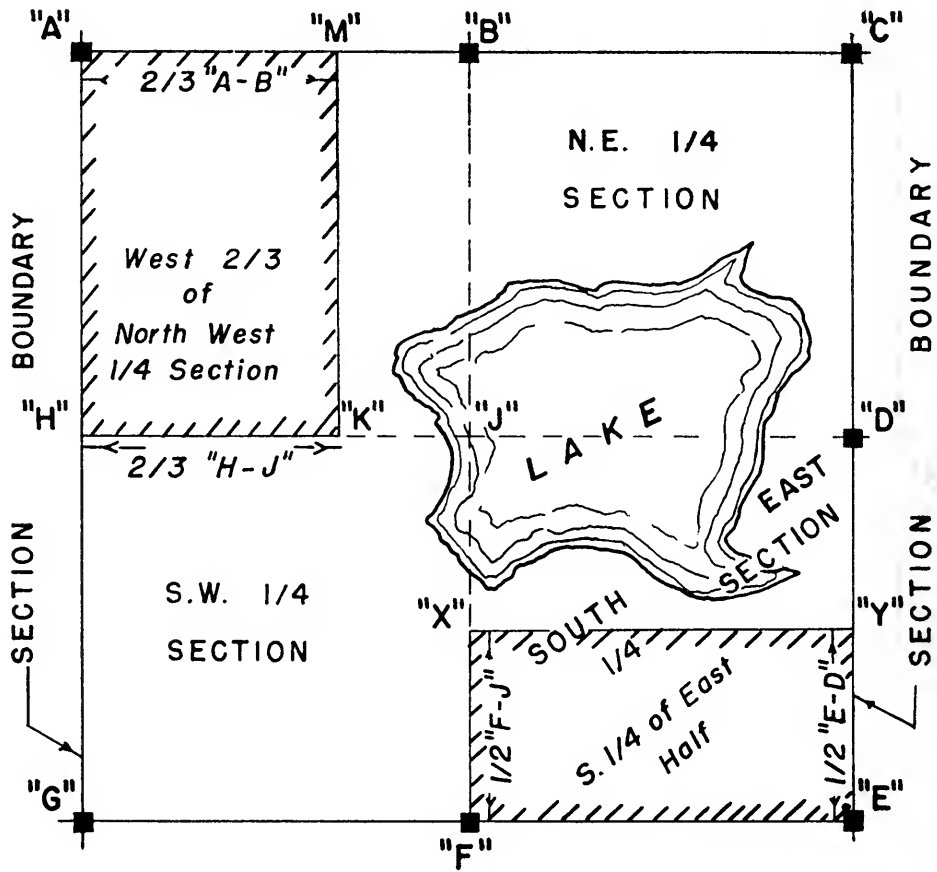 "A" "M" "B" "C"
2/3 "A-B"
N.E. 1/4
SECTION
West 2/3
of
North West
1/4 Section
BOUNDARY
BOUNDARY
"H" "K" "J" "D"
2/3 "H-J"
LAKE
EAST
SECTION
S.W. 1/4
SECTION
"X" "Y"
SOUTH
1/4
S. 1/4 of East
Half
1/2 "F-J"
1/2 "E-D"
SECTION
SECTION
"G" "F" "E"